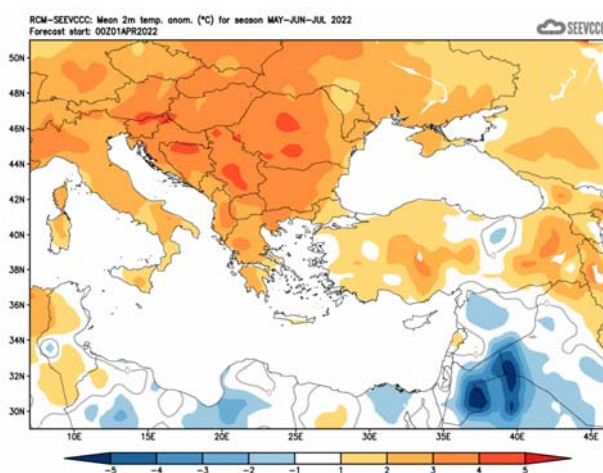 RCM-SEEVCCC: Mean 2m temp. anom. (°C) for season MAY-JUN-JUL 2022
Forecast start: 00Z01APR2022
SEEVCCC
50N
48N
46N
44N
42N
40N
38N
36N
34N
32N
30N
10E 15E 20E 25E 30E 35E 40E 45E
-5 -4 -3 -2 -1 1 2 3 4 5